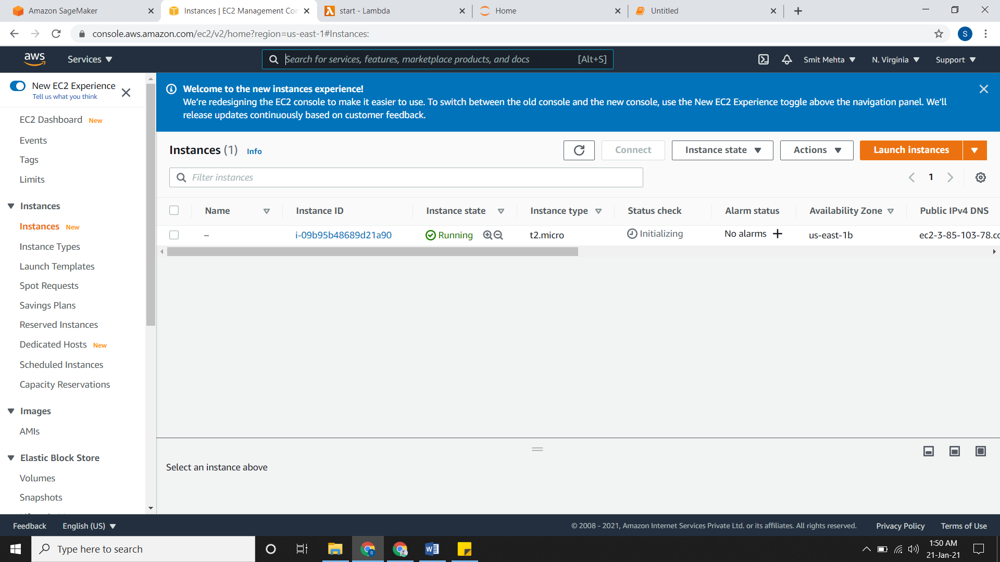 Amazon SageMaker
Instances | EC2 Management Con
start - Lambda
Home
Untitled
console.aws.amazon.com/ec2/v2/home?region=us-east-1#Instances:
S
aws
Services
Search for services, features, marketplace products, and docs
[Alt+S]
Smit Mehta
N. Virginia
Support
New EC2 Experience
Tell us what you think
Welcome to the new instances experience!
We're redesigning the EC2 console to make it easier to use. To switch between the old console and the new console, use the New EC2 Experience toggle above the navigation panel. We'll
release updates continuously based on customer feedback.
EC2 Dashboard New
Events
Tags
Limits
Instances
Instances New
Instance Types
Launch Templates
Spot Requests
Savings Plans
Reserved Instances
Dedicated Hosts New
Scheduled Instances
Capacity Reservations
Images
AMIs
Elastic Block Store
Volumes
Snapshots
Instances (1) Info
Connect
Instance state
Actions
Launch instances
Filter instances
1
Name Instance ID Instance state Instance type Status check Alarm status Availability Zone Public IPv4 DNS
– i-09b95b48689d21a90 Running t2.micro Initializing No alarms + us-east-1b ec2-3-85-103-78.co
Select an instance above
Feedback English (US)
© 2008 - 2021, Amazon Internet Services Private Ltd. or its affiliates. All rights reserved. Privacy Policy Terms of Use
Type here to search
1:50 AM
21-Jan-21